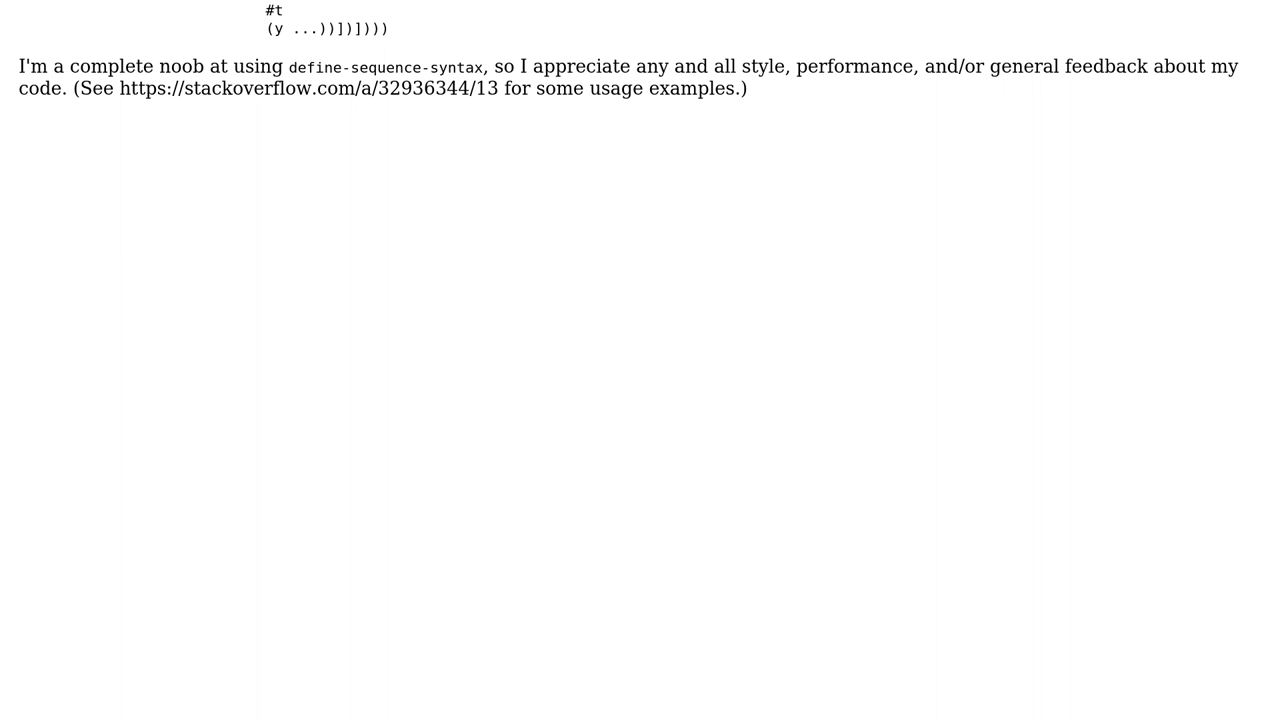 #t
(y ...))])])))
I'm a complete noob at using define-sequence-syntax, so I appreciate any and all style, performance, and/or general feedback about my
code. (See https://stackoverflow.com/a/32936344/13 for some usage examples.)